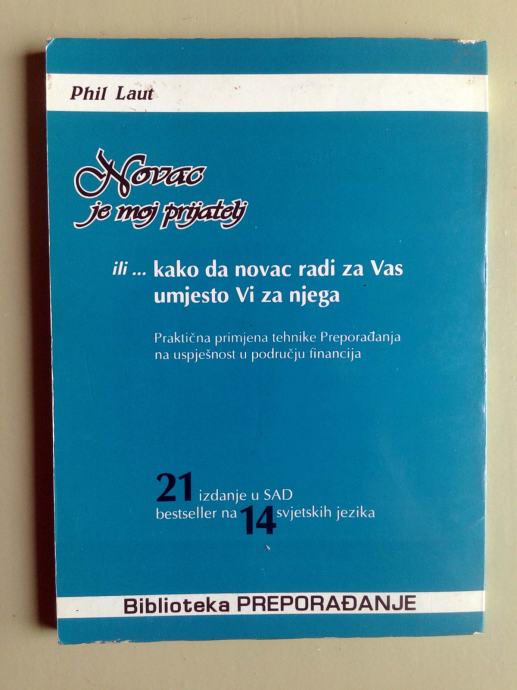 Phil Laut
Novac
je moj prijatelj
ili ... kako da novac radi za Vas
umjesto Vi za njega
Praktična primjena tehnike Preporađanja
na uspješnost u području financija
21 izdanje u SAD
bestseller na 14 svjetskih jezika
Biblioteka PREPORAĐANJE